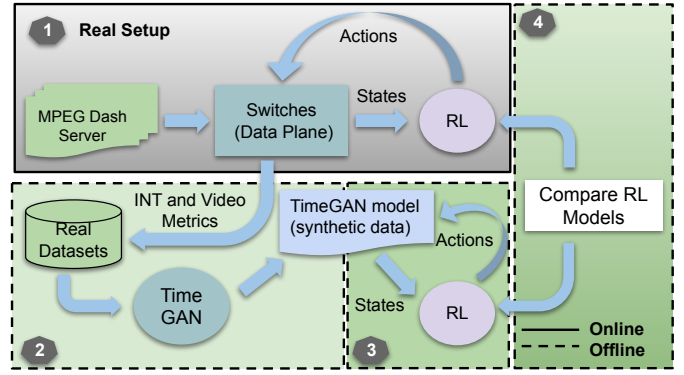 1 Real Setup
MPEG Dash
Server
Switches
(Data Plane)
Actions
States
RL
4
Compare RL
Models
INT and Video
Metrics
Real
Datasets
Time
GAN
2
TimeGAN model
(synthetic data)
Actions
States
RL
3
Online
Offline